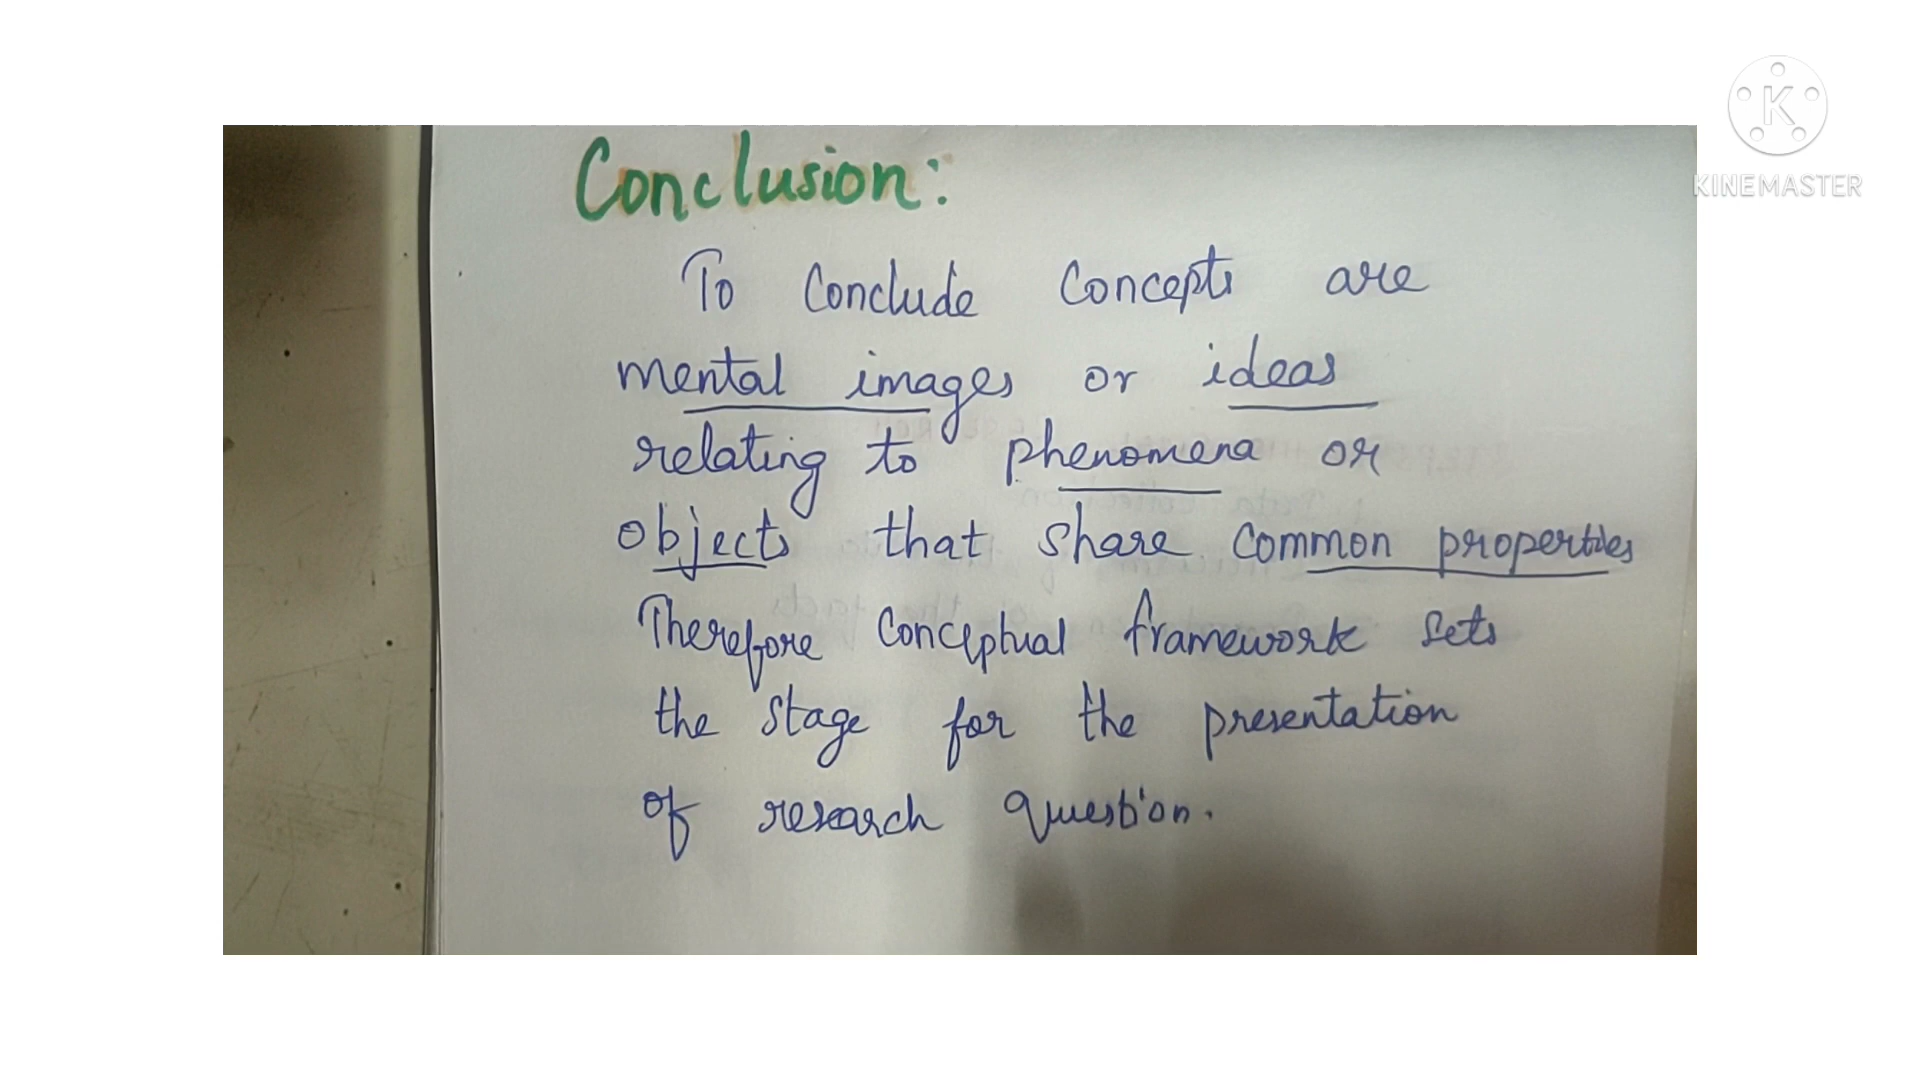 Conclusion:
To Conclude Concepts are
mental images or ideas
relating to phenomena or
objects that share common properties
Therefore Conceptual framework sets
the stage for the presentation
of research question.
KINEMASTER